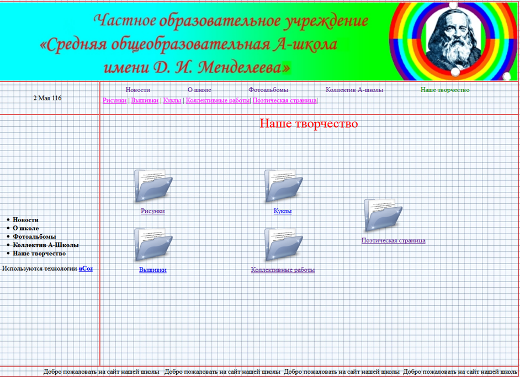 Частное образовательное учреждение
«Средняя общеобразовательная А-школа
имени Д. И. Менделеева»
2 Мая 116
Новости О школе Фотоальбомы Коллектив А-школы Наше творчество
Рисунки | Вышивки | Куклы | Коллективные работы | Поэтическая страница|
Наше творчество
Рисунки
Куклы
Поэтическая страница
Вышивки
Коллективные работы
• Новости
• О школе
• Фотоальбомы
• Коллектив А-Школы
• Наше творчество
Используются технологии uCoz
Добро пожаловать на сайт нашей школы Добро пожаловать на сайт нашей школы Добро пожаловать на сайт нашей школы Добро пожаловать на сайт нашей школы